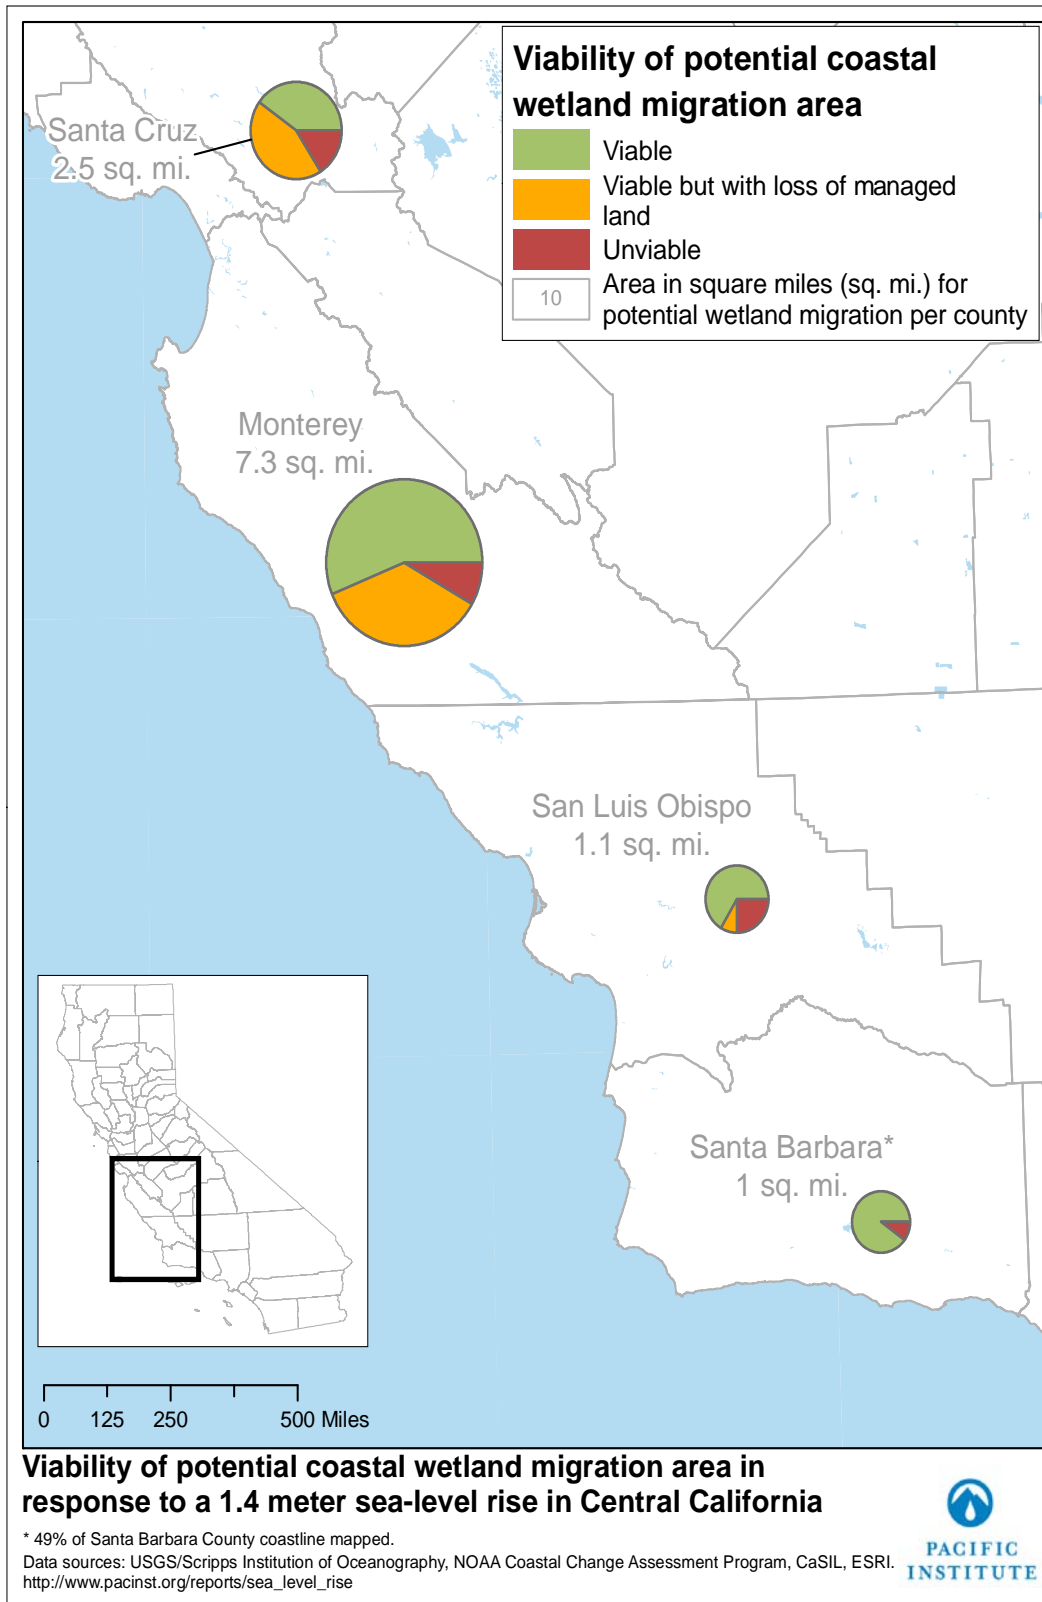 Viability of potential coastal
wetland migration area
Viable
Viable but with loss of managed
land
Unviable
10
Area in square miles (sq. mi.) for
potential wetland migration per county
Santa Cruz
2.5 sq. mi.
Monterey
7.3 sq. mi.
San Luis Obispo
1.1 sq. mi.
Santa Barbara*
1 sq. mi.
0 125 250 500 Miles
Viability of potential coastal wetland migration area in
response to a 1.4 meter sea-level rise in Central California
* 49% of Santa Barbara County coastline mapped.
Data sources: USGS/Scripps Institution of Oceanography, NOAA Coastal Change Assessment Program, CaSIL, ESRI.
http://www.pacinst.org/reports/sea_level_rise
PACIFIC
INSTITUTE